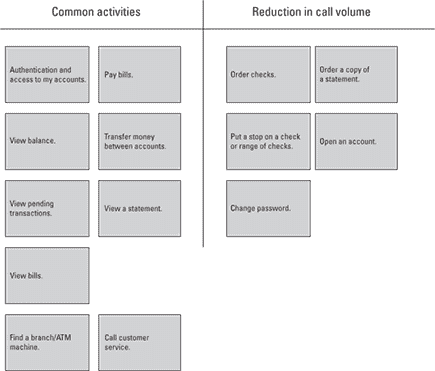 Common activities
Reduction in call volume
Authentication and
access to my accounts.
Pay bills.
Order checks.
Order a copy of
a statement.
View balance.
Transfer money
between accounts.
Put a stop on a check
or range of checks.
Open an account.
View pending
transactions.
View a statement.
Change password.
View bills.
Find a branch/ATM
machine.
Call customer
service.